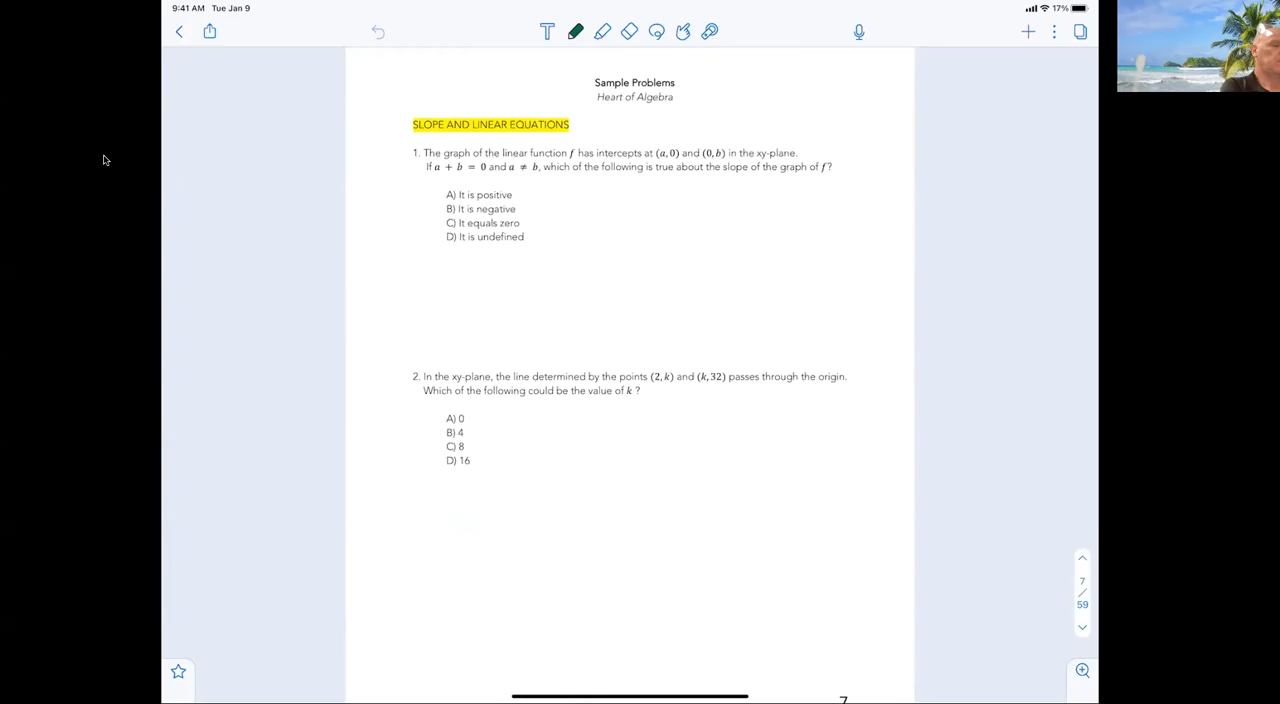 9:41 AM Tue Jan 9
17%
Sample Problems
Heart of Algebra
SLOPE AND LINEAR EQUATIONS
1. The graph of the linear function f has intercepts at (a, 0) and (0, b) in the xy-plane.
If a + b = 0 and a ≠ b, which of the following is true about the slope of the graph of f?
A) It is positive
B) It is negative
C) It equals zero
D) It is undefined
2. In the xy-plane, the line determined by the points (2, k) and (k, 32) passes through the origin.
Which of the following could be the value of k ?
A) 0
B) 4
C) 8
D) 16
7
/
59
7